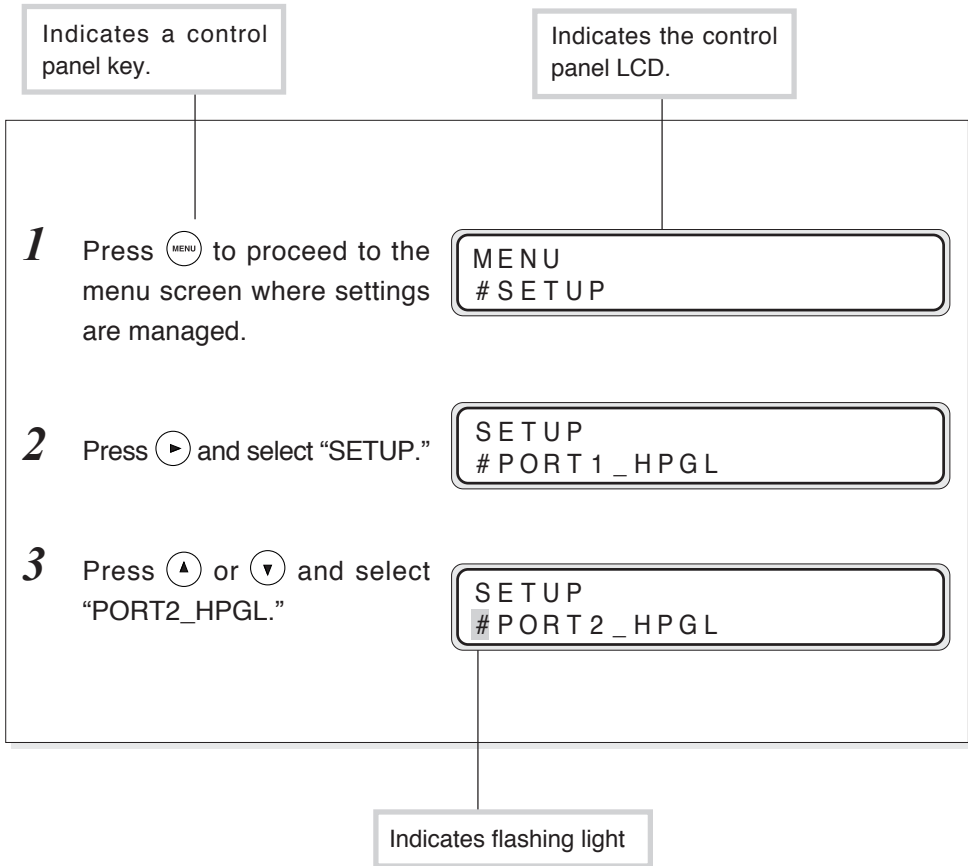 Indicates a control
panel key.
Indicates the control
panel LCD.
1 Press MENU to proceed to the
menu screen where settings
are managed.
MENU
#SETUP
2 Press and select “SETUP.”
SETUP
#PORT1_HPGL
3 Press or and select
“PORT2_HPGL.”
SETUP
#PORT2_HPGL
Indicates flashing light